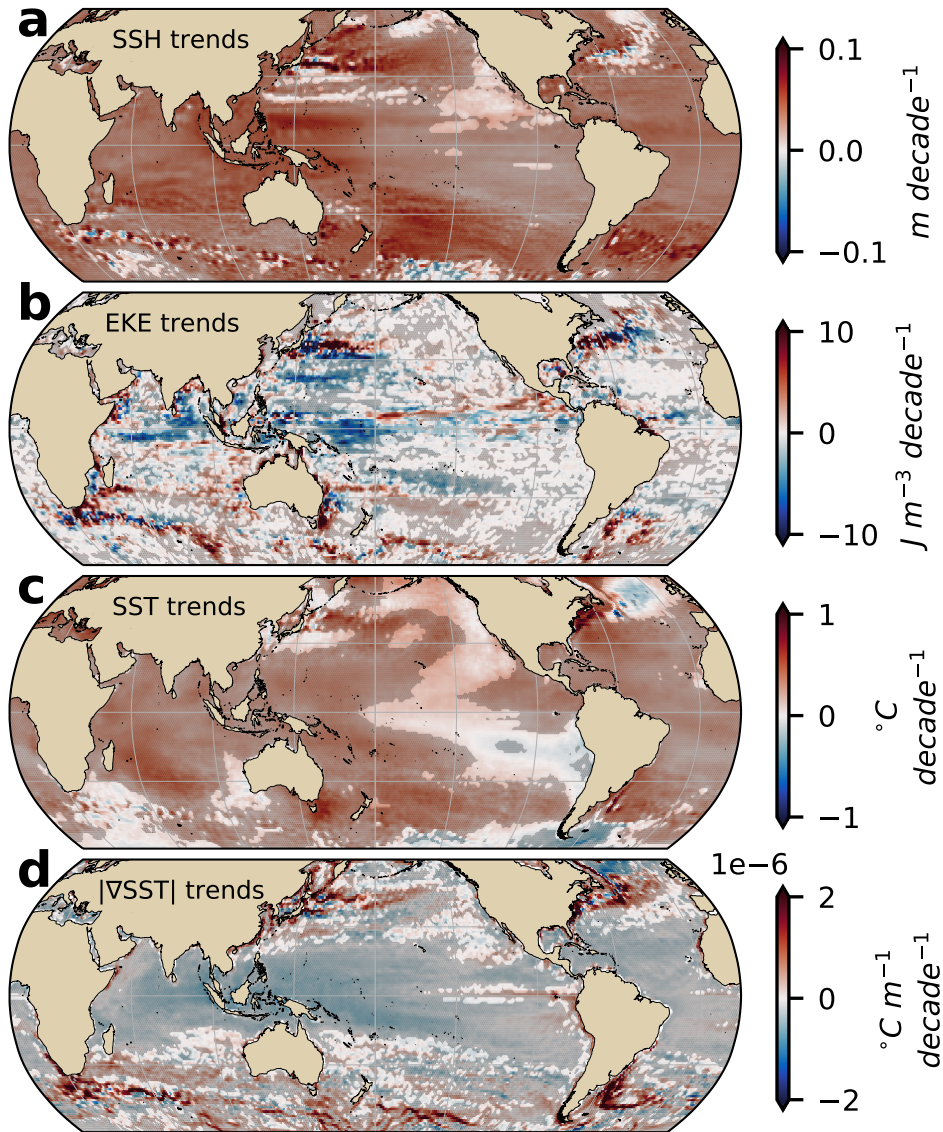 a
SSH trends
0.1
0.0
−0.1
m decade⁻¹
b
EKE trends
10
0
−10
J m⁻³ decade⁻¹
c
SST trends
1
0
−1
°C
decade⁻¹
d
|∇SST| trends
1e−6
2
0
−2
°C m⁻¹
decade⁻¹